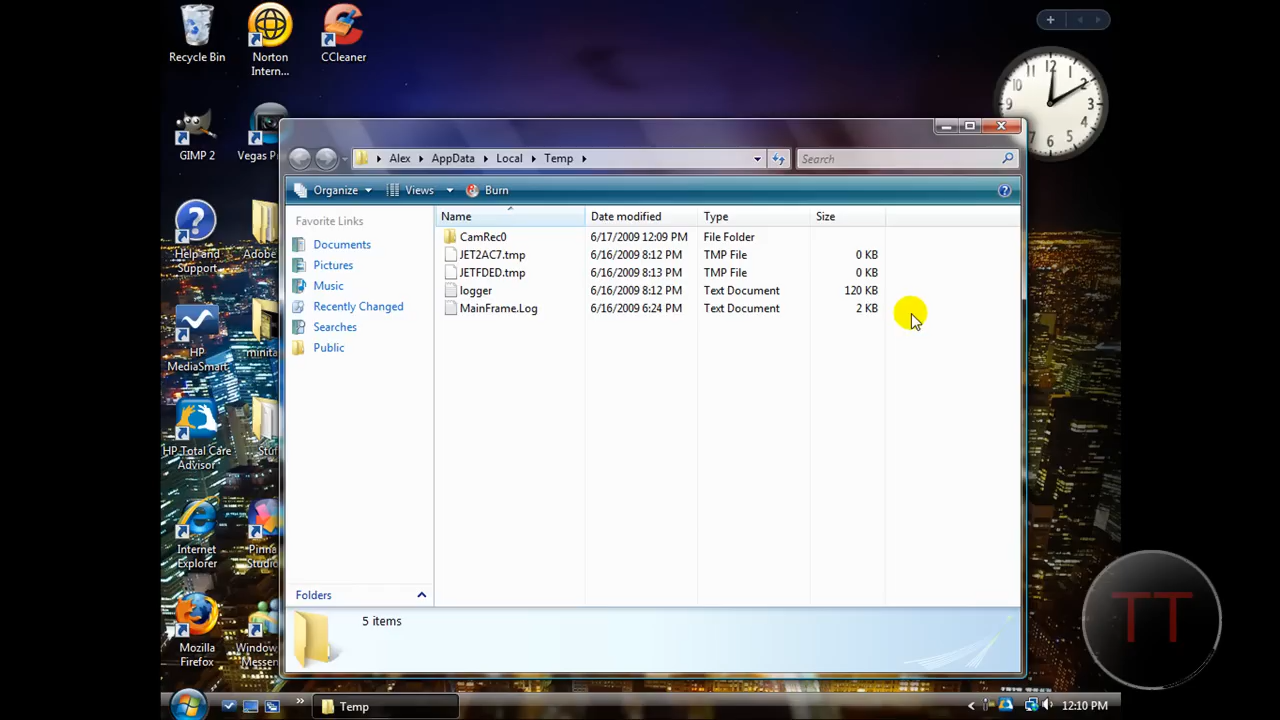 Recycle Bin
Norton
Intern...
CCleaner
GIMP 2
Vegas P
Help and
Support
Adobe
HP
MediaSmart
minita
HP Total Care
Advisor
Stuf
Internet
Explorer
Pinna
Studio
Mozilla
Firefox
Window
Messen
Alex
AppData
Local
Temp
Search
Organize
Views
Burn
Favorite Links
Documents
Pictures
Music
Recently Changed
Searches
Public
Folders
Name Date modified Type Size
CamRec0 6/17/2009 12:09 PM File Folder
JET2AC7.tmp 6/16/2009 8:12 PM TMP File 0 KB
JETFDED.tmp 6/16/2009 8:13 PM TMP File 0 KB
logger 6/16/2009 8:12 PM Text Document 120 KB
MainFrame.Log 6/16/2009 6:24 PM Text Document 2 KB
5 items
TT
Temp
12:10 PM